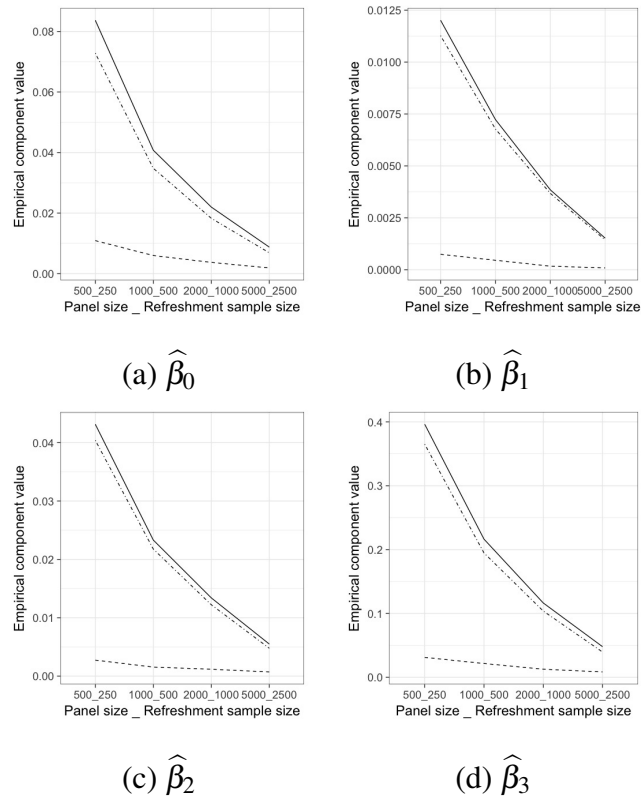 Empirical component value
0.08
0.06
0.04
0.02
0.00
500_250 1000_500 2000_1000 5000_2500
Panel size _ Refreshment sample size
(a) β̂₀
Empirical component value
0.0125
0.0100
0.0075
0.0050
0.0025
0.0000
500_250 1000_500 2000_1000 5000_2500
Panel size _ Refreshment sample size
(b) β̂₁
Empirical component value
0.04
0.03
0.02
0.01
0.00
500_250 1000_500 2000_1000 5000_2500
Panel size _ Refreshment sample size
(c) β̂₂
Empirical component value
0.4
0.3
0.2
0.1
0.0
500_250 1000_500 2000_1000 5000_2500
Panel size _ Refreshment sample size
(d) β̂₃